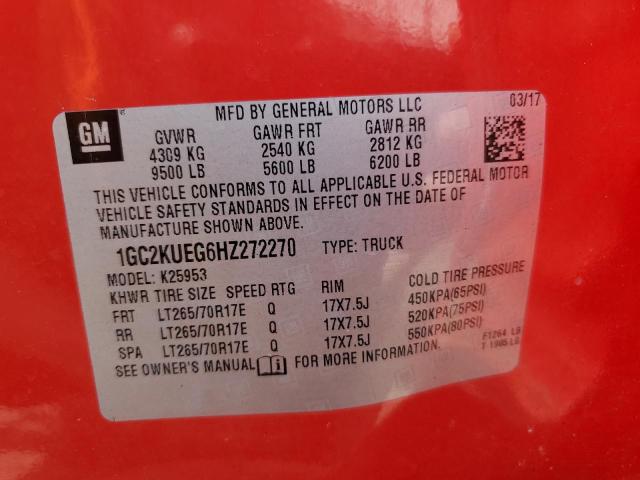 MFD BY GENERAL MOTORS LLC 03/17
GM
GVWR GAWR FRT GAWR RR
4309 KG 2540 KG 2812 KG
9500 LB 5600 LB 6200 LB
THIS VEHICLE CONFORMS TO ALL APPLICABLE U.S. FEDERAL MOTOR
VEHICLE SAFETY STANDARDS IN EFFECT ON THE DATE OF
MANUFACTURE SHOWN ABOVE.
1GC2KUEG6HZ272270 TYPE: TRUCK
MODEL: K25953
KHWR TIRE SIZE SPEED RTG RIM COLD TIRE PRESSURE
FRT LT265/70R17E Q 17X7.5J 450KPA(65PSI)
RR LT265/70R17E Q 17X7.5J 520KPA(75PSI)
SPA LT265/70R17E Q 17X7.5J 550KPA(80PSI)
F1264 LB
T 1985 LB
SEE OWNER'S MANUAL FOR MORE INFORMATION.